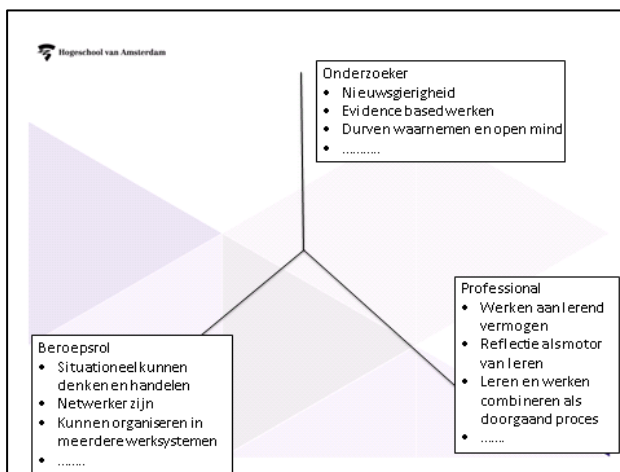 Hogeschool van Amsterdam
Onderzoeker
• Nieuwsgierigheid
• Evidence based werken
• Durven waarnemen en open mind
• ..........
Professional
• Werken aan lerend
vermogen
• Reflectie als motor
van leren
• Leren en werken
combineren als
doorgaand proces
• .......
Beroepsrol
• Situationeel kunnen
denken en handelen
• Netwerker zijn
• Kunnen organiseren in
meerdere werksystemen
• ........